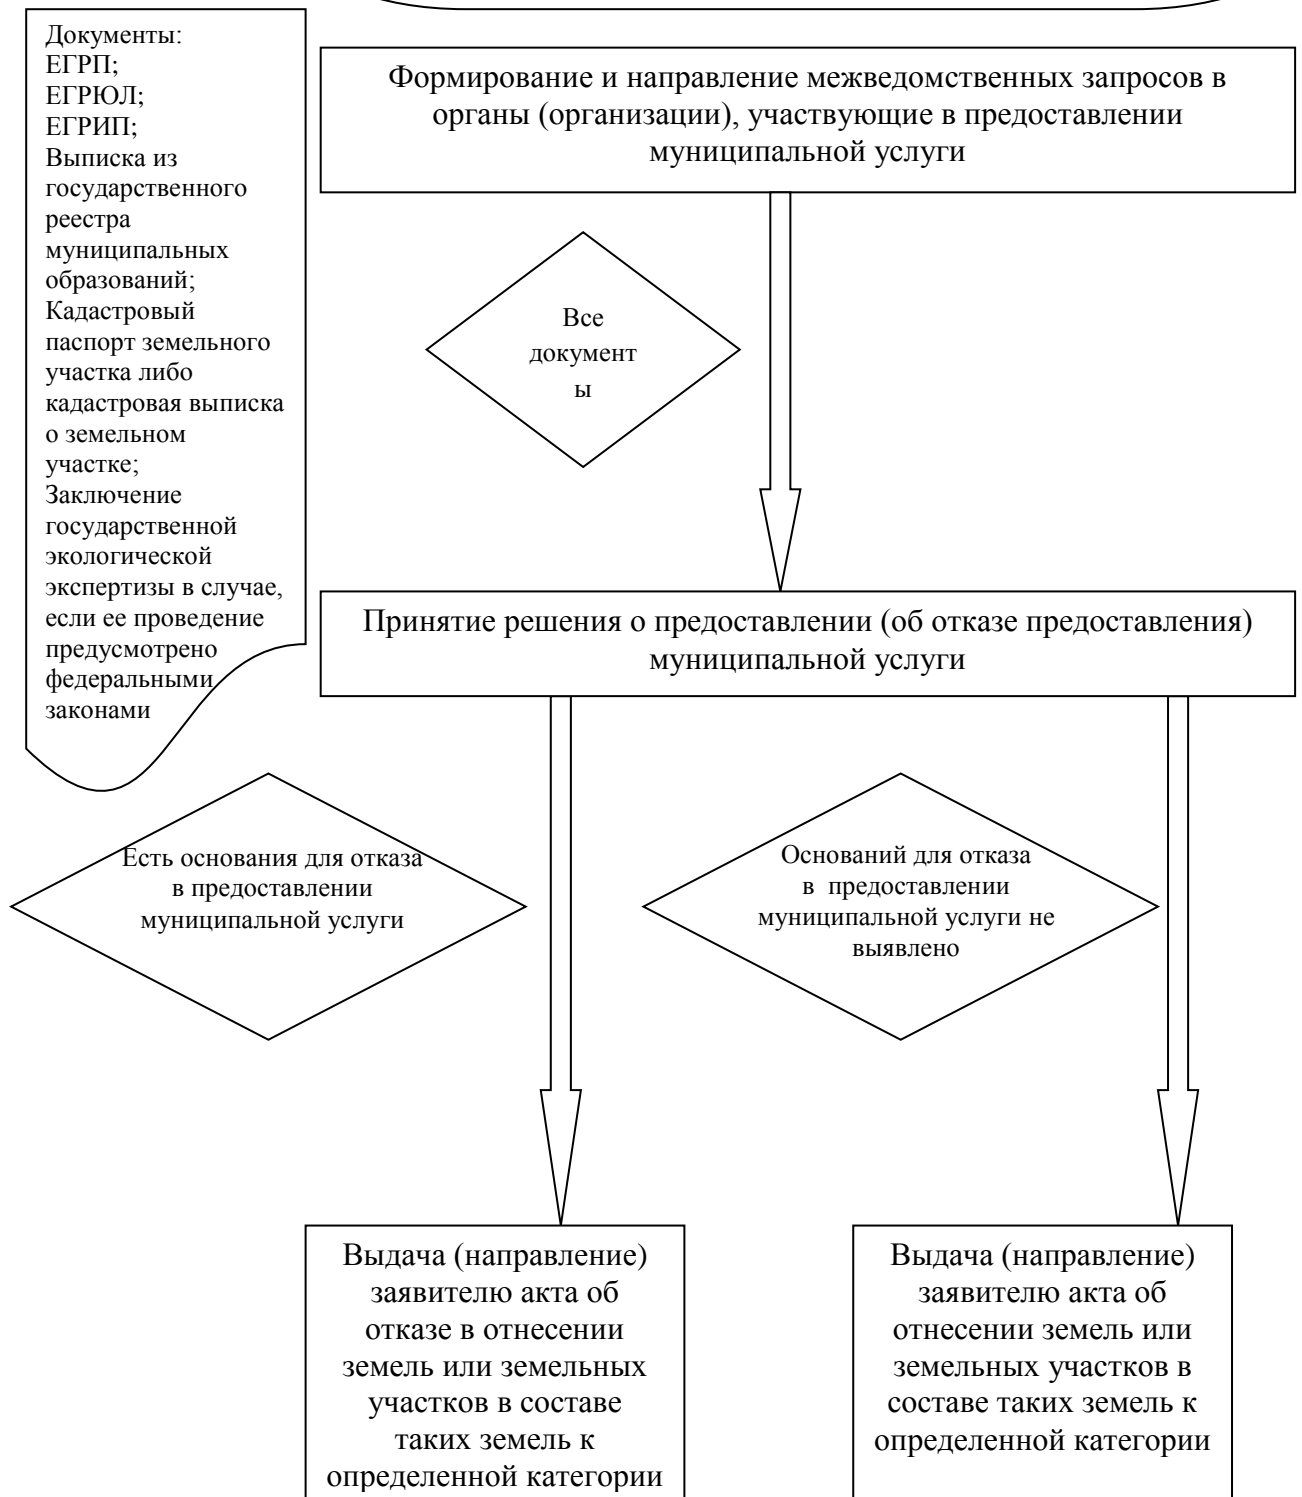 Документы:
ЕГРП;
ЕГРЮЛ;
ЕГРИП;
Выписка из
государственного
реестра
муниципальных
образований;
Кадастровый
паспорт земельного
участка либо
кадастровая выписка
о земельном
участке;
Заключение
государственной
экологической
экспертизы в случае,
если ее проведение
предусмотрено
федеральными
законами
Формирование и направление межведомственных запросов в
органы (организации), участвующие в предоставлении
муниципальной услуги
Все
документ
ы
Принятие решения о предоставлении (об отказе предоставления)
муниципальной услуги
Есть основания для отказа
в предоставлении
муниципальной услуги
Оснований для отказа
в  предоставлении
муниципальной услуги не
выявлено
Выдача (направление)
заявителю акта об
отказе в отнесении
земель или земельных
участков в составе
таких земель к
определенной категории
Выдача (направление)
заявителю акта об
отнесении земель или
земельных участков в
составе таких земель к
определенной категории